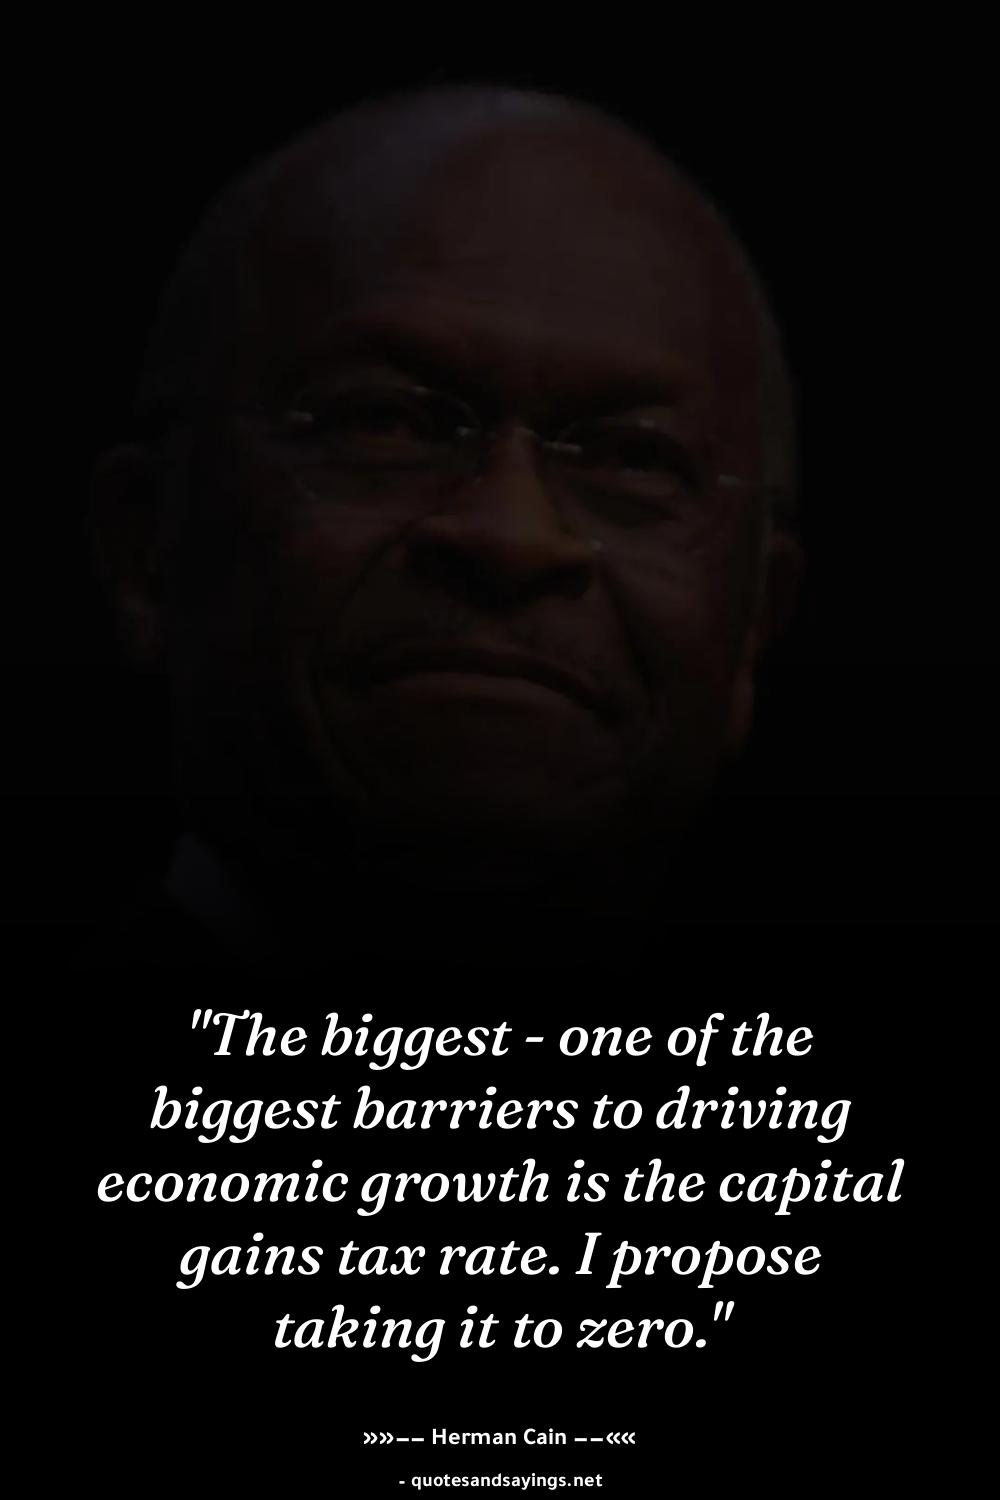 "The biggest - one of the
biggest barriers to driving
economic growth is the capital
gains tax rate. I propose
taking it to zero."
»»−− Herman Cain −−««
- quotesandsayings.net